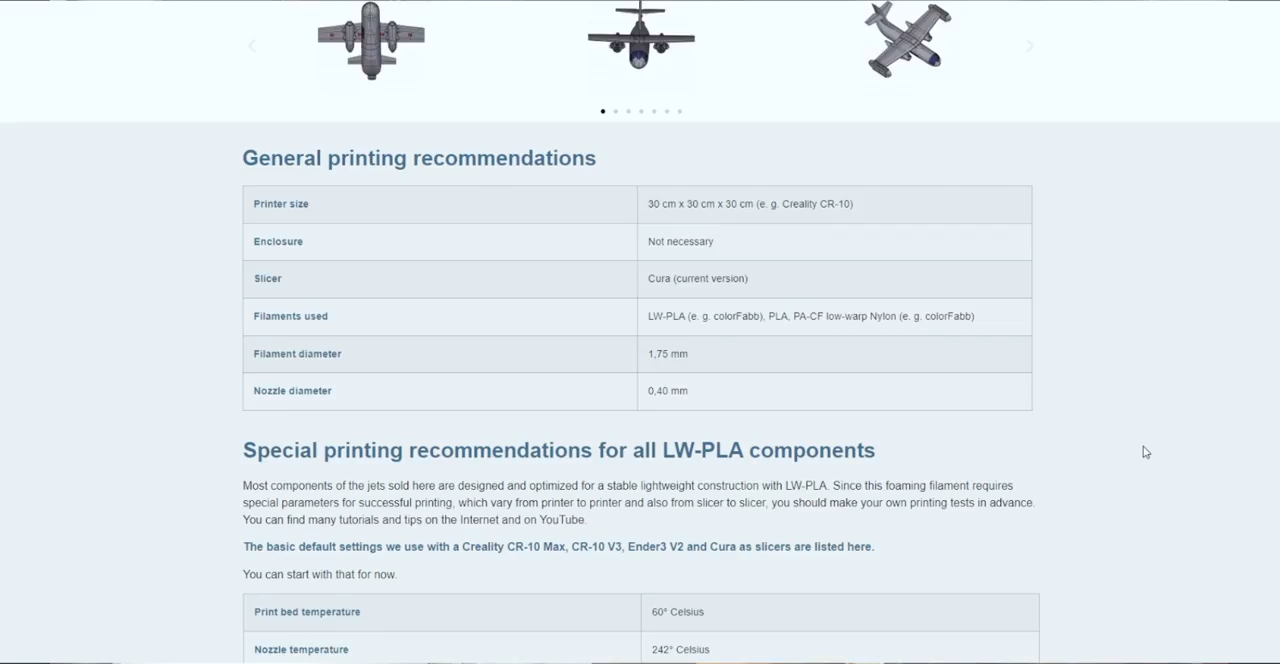 General printing recommendations
Printer size 30 cm x 30 cm x 30 cm (e. g. Creality CR-10)
Enclosure Not necessary
Slicer Cura (current version)
Filaments used LW-PLA (e. g. colorFabb), PLA, PA-CF low-warp Nylon (e. g. colorFabb)
Filament diameter 1,75 mm
Nozzle diameter 0,40 mm
Special printing recommendations for all LW-PLA components
Most components of the jets sold here are designed and optimized for a stable lightweight construction with LW-PLA. Since this foaming filament requires
special parameters for successful printing, which vary from printer to printer and also from slicer to slicer, you should make your own printing tests in advance.
You can find many tutorials and tips on the Internet and on YouTube.
The basic default settings we use with a Creality CR-10 Max, CR-10 V3, Ender3 V2 and Cura as slicers are listed here.
You can start with that for now.
Print bed temperature 60° Celsius
Nozzle temperature 242° Celsius